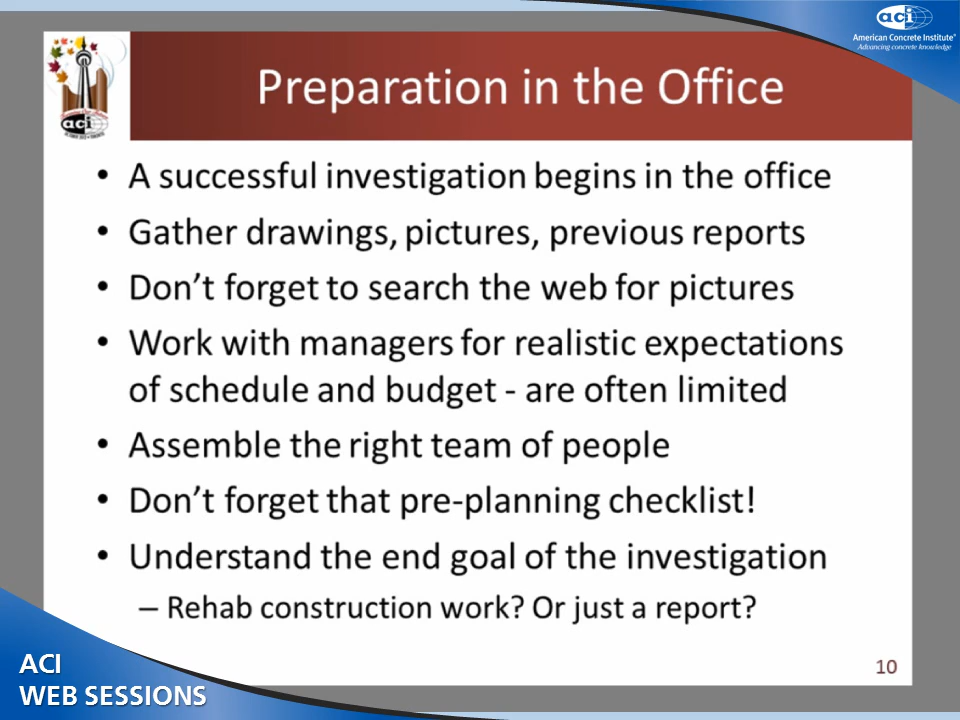 aci
American Concrete Institute®
Advancing concrete knowledge
aci
Preparation in the Office
• A successful investigation begins in the office
• Gather drawings, pictures, previous reports
• Don’t forget to search the web for pictures
• Work with managers for realistic expectations
of schedule and budget - are often limited
• Assemble the right team of people
• Don’t forget that pre-planning checklist!
• Understand the end goal of the investigation
– Rehab construction work? Or just a report?
10
ACI
WEB SESSIONS